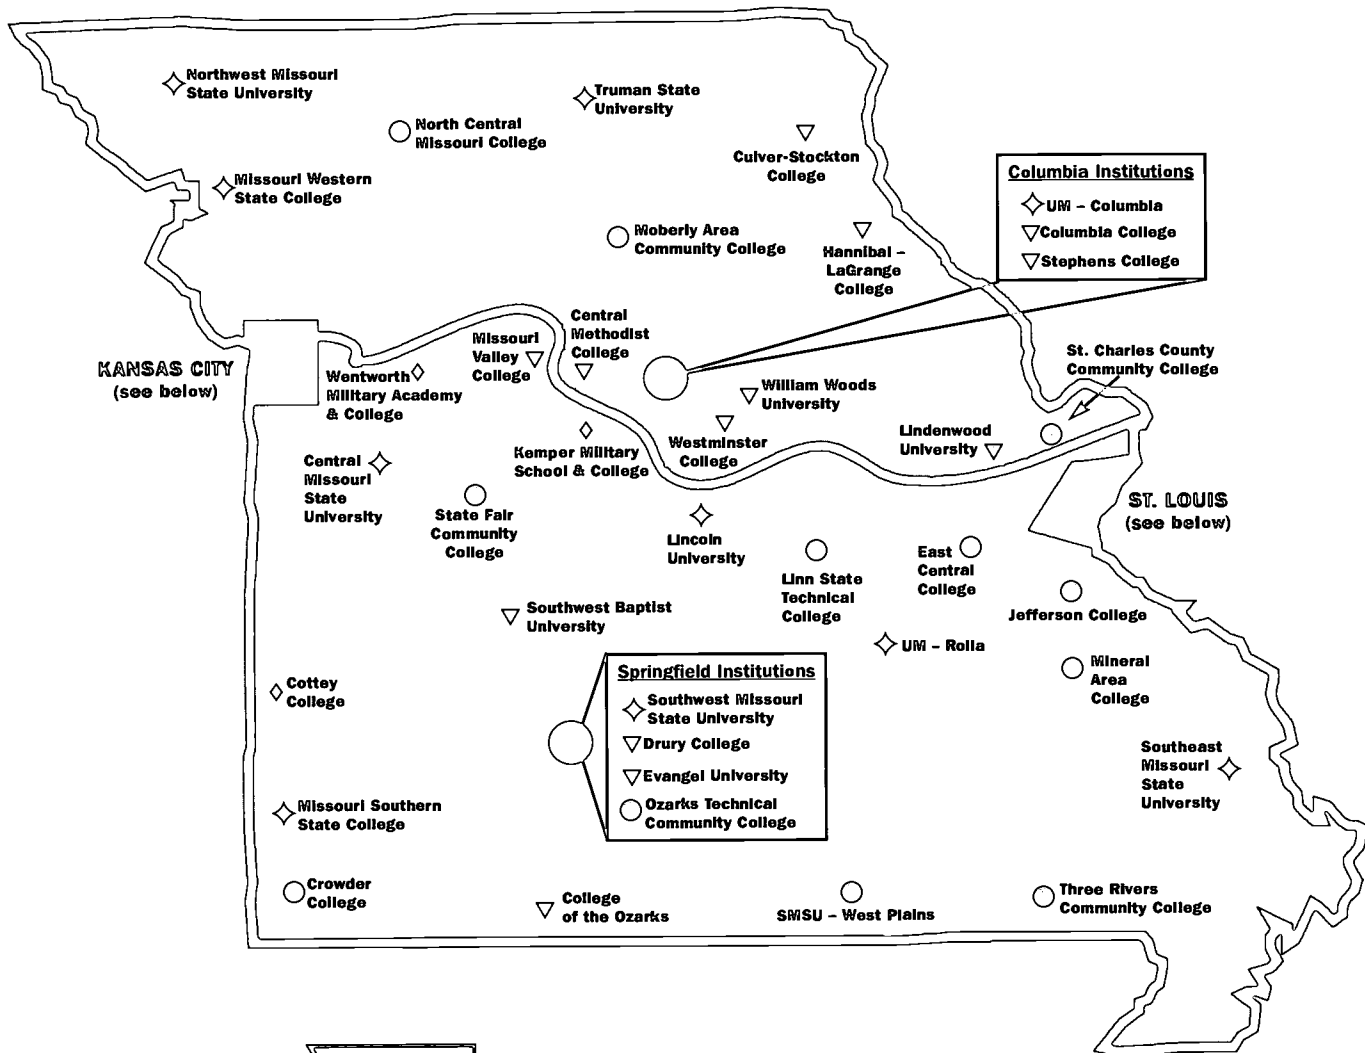 Northwest Missouri
State University
Truman State
University
North Central
Missouri College
Culver-Stockton
College
Missouri Western
State College
Columbia Institutions
UM – Columbia
Columbia College
Stephens College
Moberly Area
Community College
Hannibal –
LaGrange
College
KANSAS CITY
(see below)
Wentworth
Military Academy
& College
Missouri
Valley
College
Central
Methodist
College
St. Charles County
Community College
William Woods
University
Westminster
College
Lindenwood
University
Kemper Military
School & College
Central
Missouri
State
University
State Fair
Community
College
Lincoln
University
ST. LOUIS
(see below)
Linn State
Technical
College
East
Central
College
Jefferson College
Southwest Baptist
University
UM – Rolla
Mineral
Area
College
Cottey
College
Springfield Institutions
Southwest Missouri
State University
Drury College
Evangel University
Ozarks Technical
Community College
Southeast
Missouri
State
University
Missouri Southern
State College
Crowder
College
College
of the Ozarks
SMSU – West Plains
Three Rivers
Community College